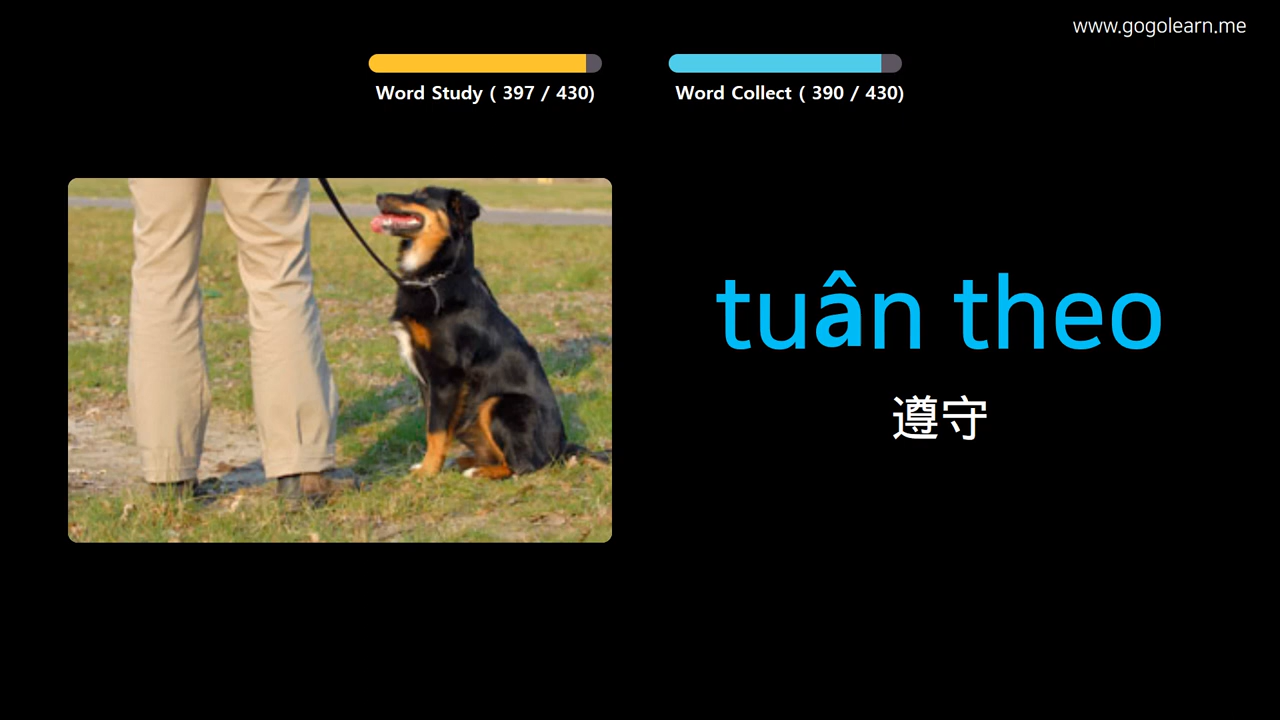 www.gogolearn.me
Word Study ( 397 / 430)
Word Collect ( 390 / 430)
tuân theo
遵守